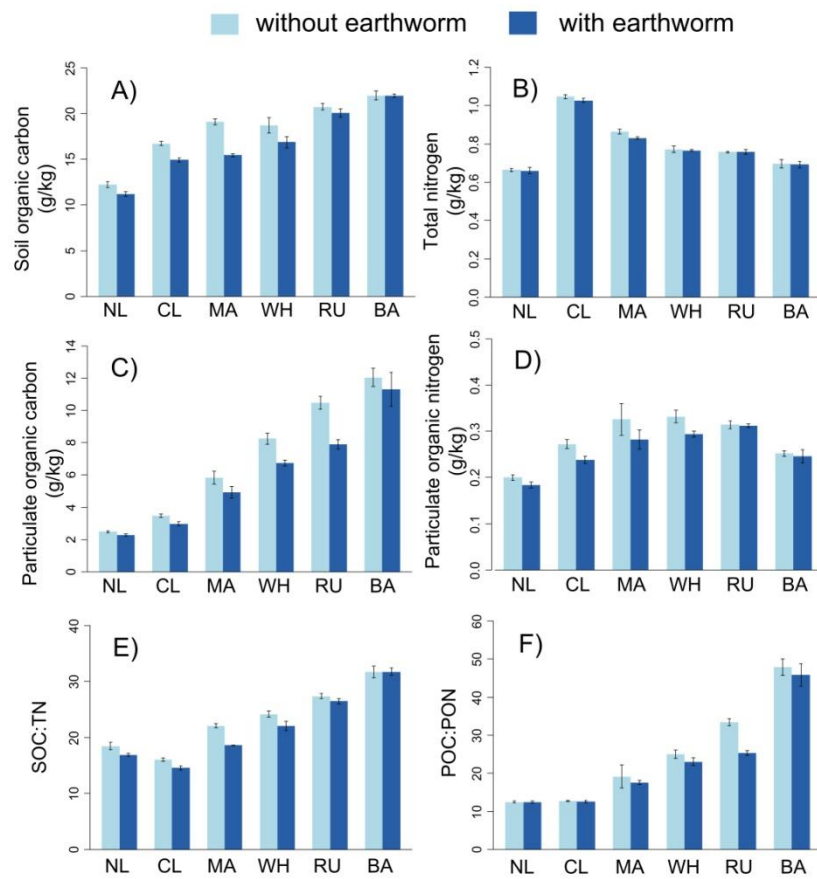 without earthworm with earthworm
A)
Soil organic carbon
(g/kg)
0 5 10 15 20 25
NL CL MA WH RU BA
B)
Total nitrogen
(g/kg)
0.0 0.2 0.4 0.6 0.8 1.0 1.2
NL CL MA WH RU BA
C)
Particulate organic carbon
(g/kg)
0 2 4 6 8 10 12 14
NL CL MA WH RU BA
D)
Particulate organic nitrogen
(g/kg)
0.0 0.1 0.2 0.3 0.4 0.5
NL CL MA WH RU BA
E)
SOC:TN
0 10 20 30 40
NL CL MA WH RU BA
F)
POC:PON
0 10 20 30 40 50 60
NL CL MA WH RU BA